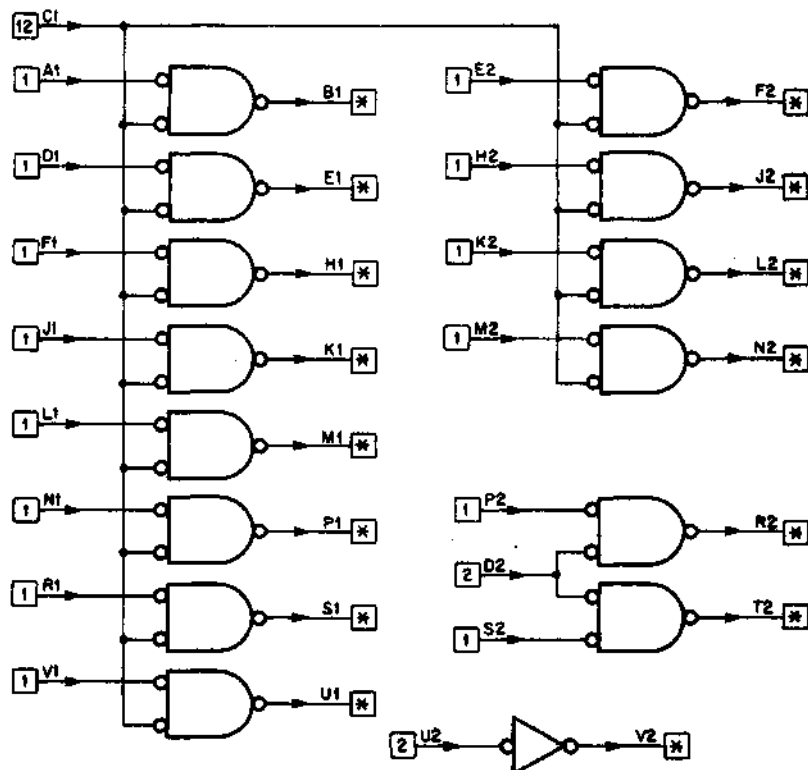 12 C1
1 A1 B1 *
1 D1 E1 *
1 F1 H1 *
1 J1 K1 *
1 L1 M1 *
1 N1 P1 *
1 R1 S1 *
1 V1 U1 *
1 E2 F2 *
1 H2 J2 *
1 K2 L2 *
1 M2 N2 *
1 P2 R2 *
2 D2
1 S2 T2 *
2 U2 V2 *